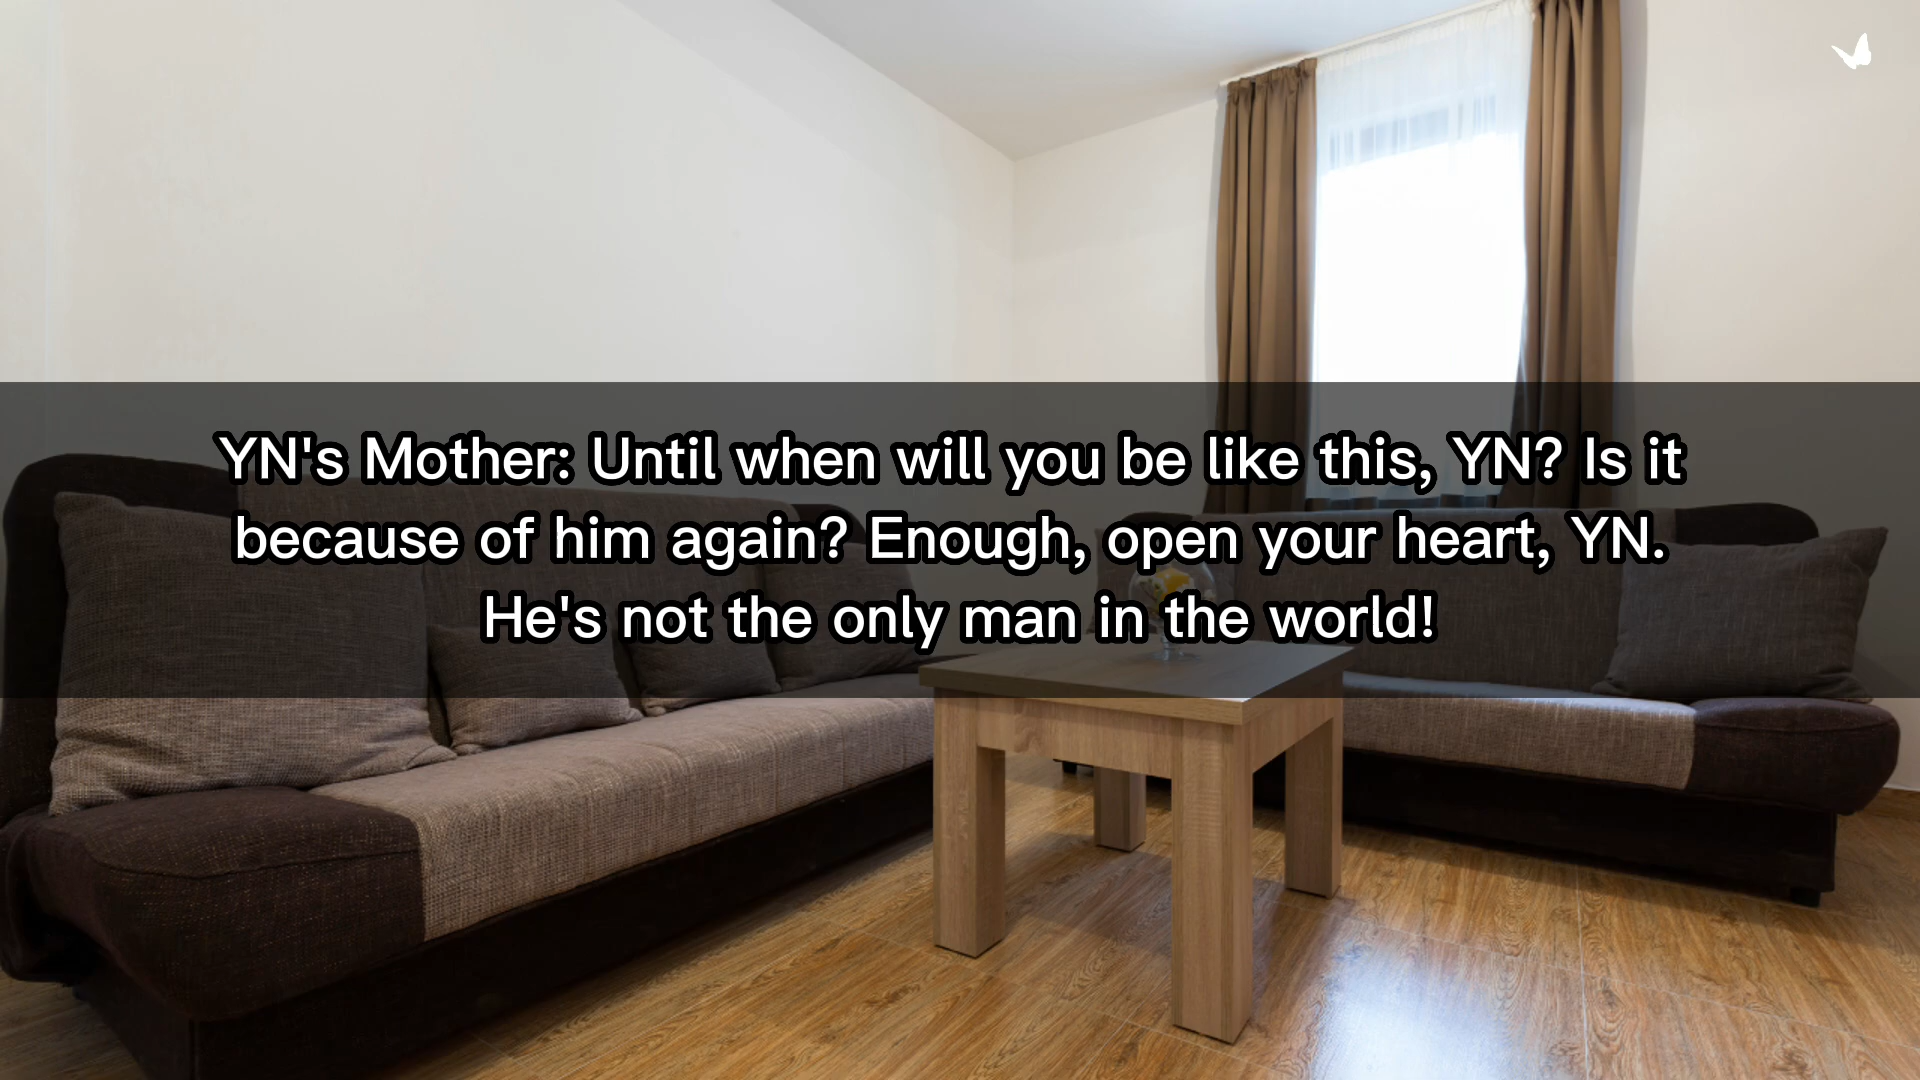 YN's Mother: Until when will you be like this, YN? Is it
because of him again? Enough, open your heart, YN.
He's not the only man in the world!